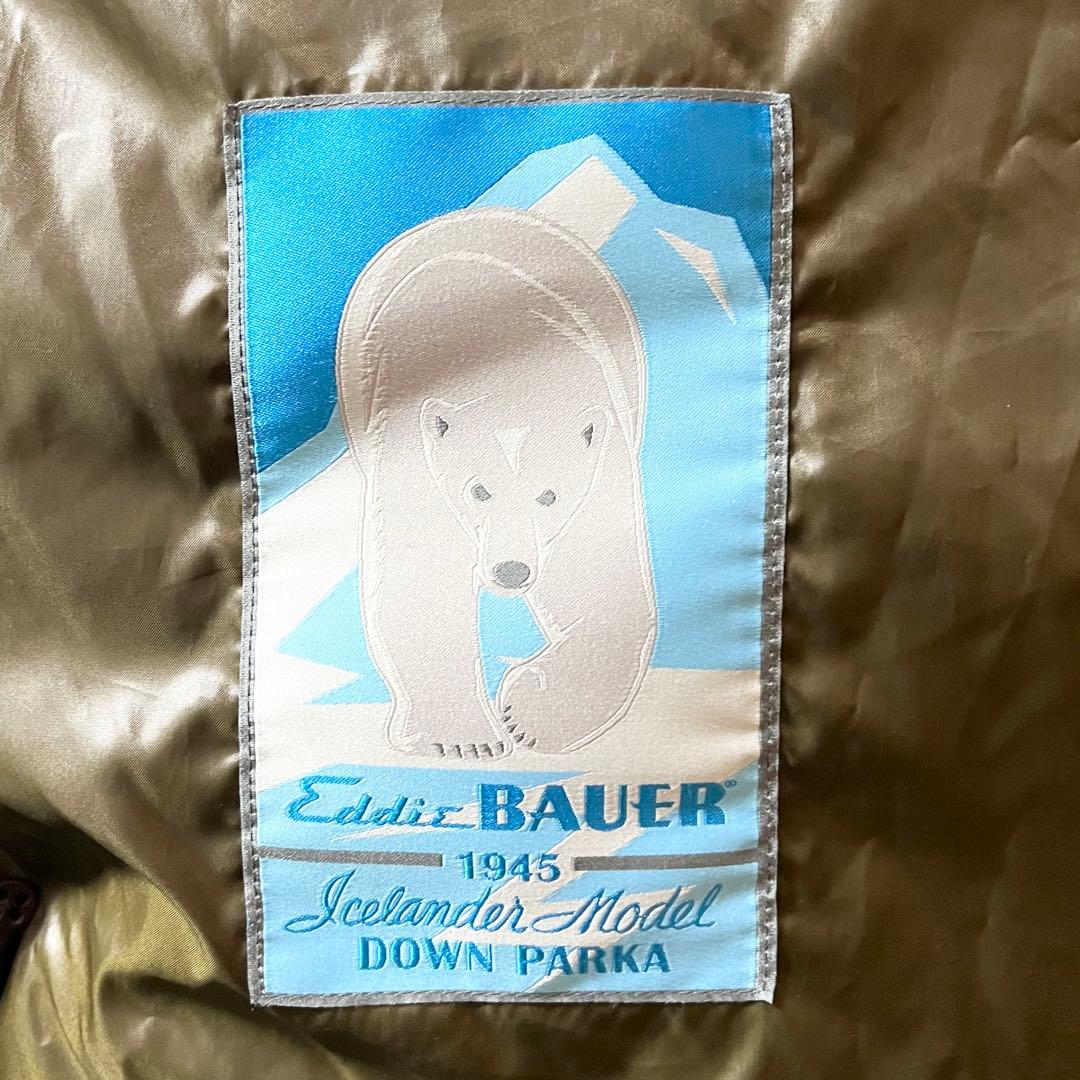 Eddie BAUER®
1945
Icelander Model
DOWN PARKA